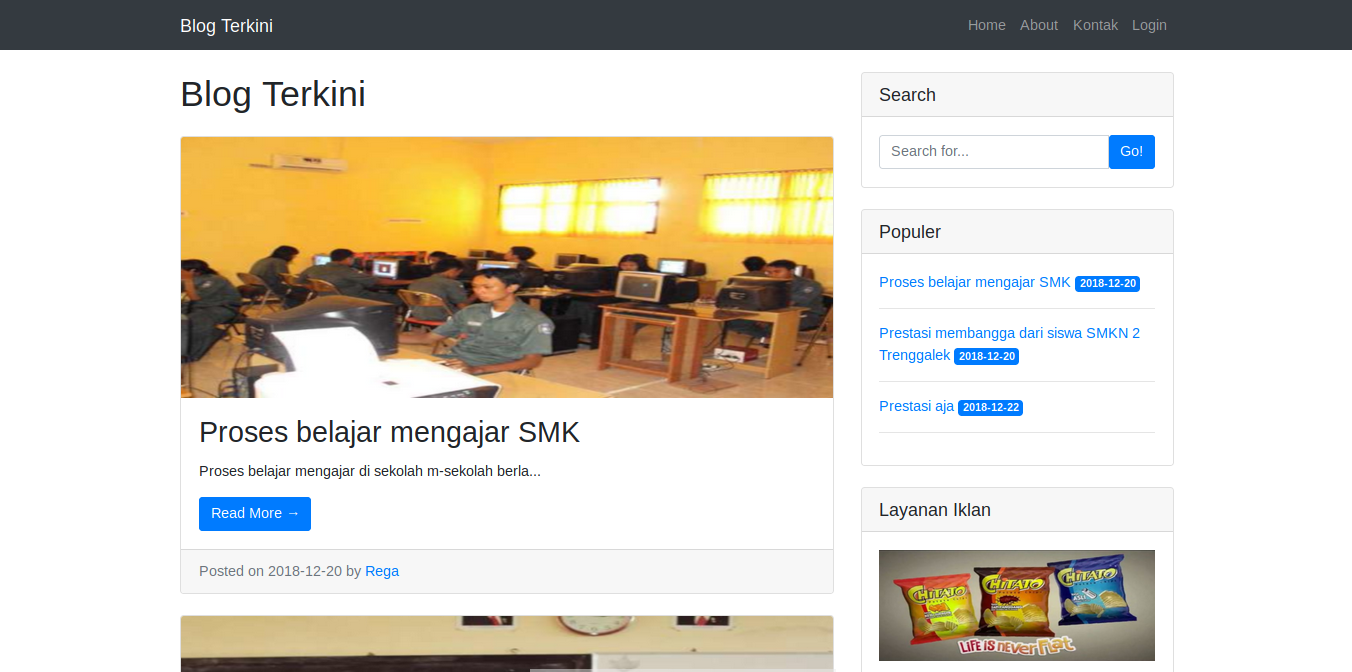 Blog Terkini
Home About Kontak Login
Blog Terkini
Proses belajar mengajar SMK
Proses belajar mengajar di sekolah m-sekolah berla...
Read More →
Posted on 2018-12-20 by Rega
Search
Search for...
Go!
Populer
Proses belajar mengajar SMK 2018-12-20
Prestasi membangga dari siswa SMKN 2
Trenggalek 2018-12-20
Prestasi aja 2018-12-22
Layanan Iklan
CHITATO
CHITATO
CHITATO
ASLI
LIFE IS NEVER FLAT